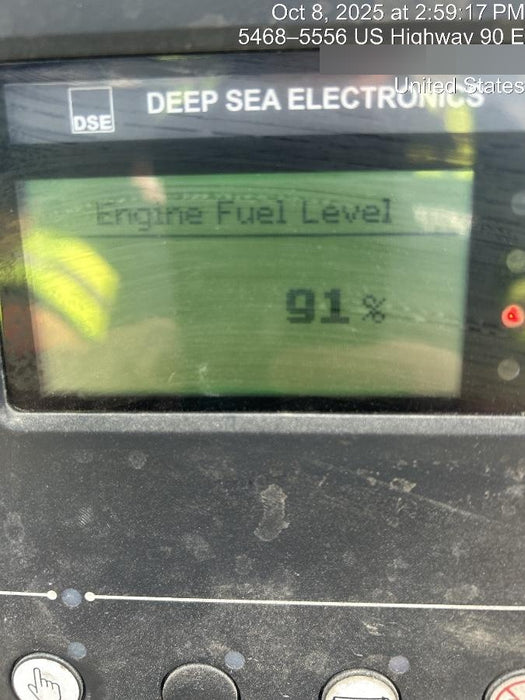 Oct 8, 2025 at 2:59:17 PM
5468–5556 US Highway 90 E
United States
DSE
DEEP SEA ELECTRONICS
Engine Fuel Level
91 %